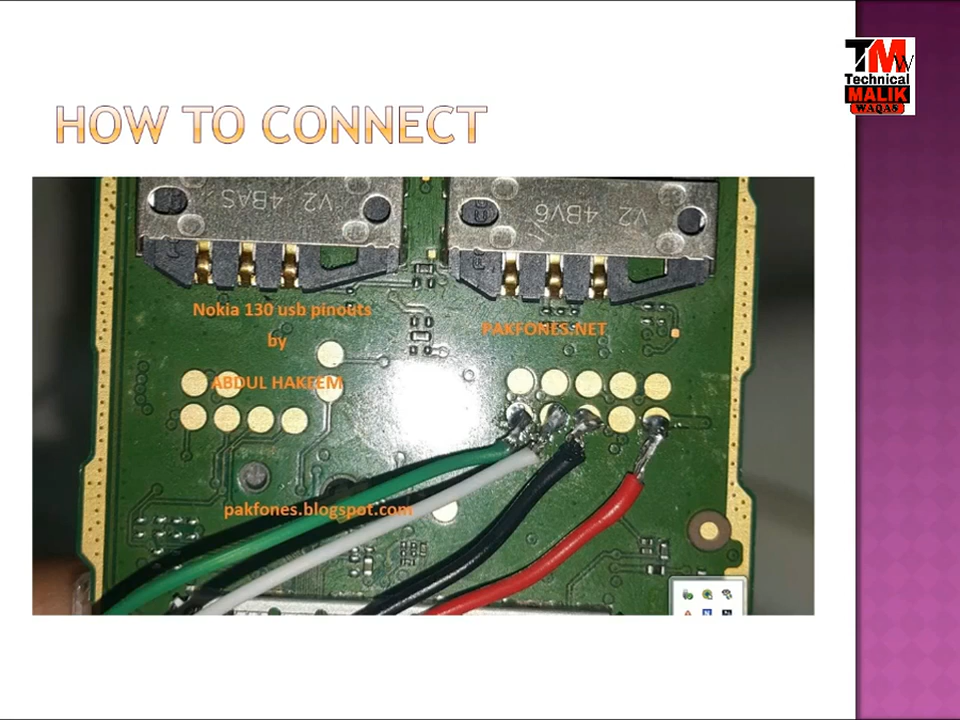 TMW
Technical
MALIK
WAQAS
HOW TO CONNECT
V2 4BAS
V2 4BV6
Nokia 130 usb pinouts
by
ABDUL HAKEEM
PAKFONES.NET
pakfones.blogspot.com